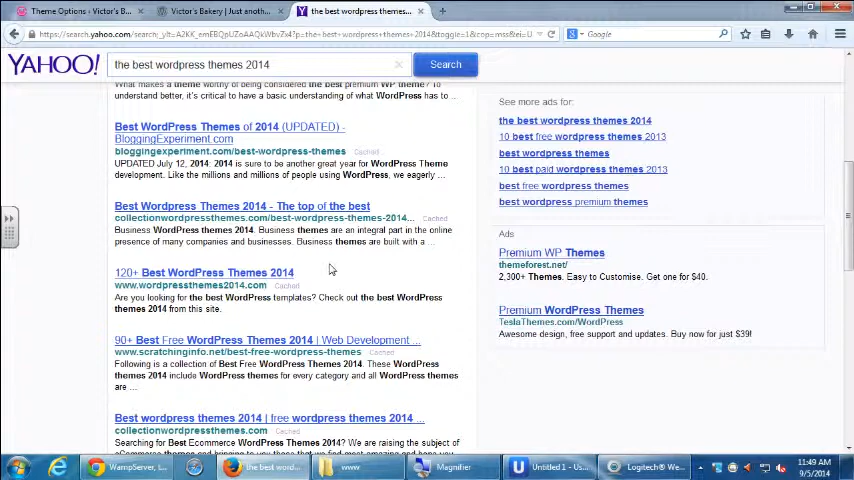 Theme Options - Victor's B...
Victor's Bakery | Just anoth...
the best wordpress themes...
https://search.yahoo.com/search;_ylt=A2KK_emEBQpUZoAAQkWbvZx4?p=the+best+wordpress+themes+2014&toggle=1&cop=mss&ei=U
Google
YAHOO!
the best wordpress themes 2014
Search
What makes a theme worthy of being considered the best premium WP theme? To
understand better, it's critical to have a basic understanding of what WordPress has to ...
Best WordPress Themes of 2014 (UPDATED) -
BloggingExperiment.com
bloggingexperiment.com/best-wordpress-themes Cached
UPDATED July 12, 2014: 2014 is sure to be another great year for WordPress Theme
development. Like the millions and millions of people using WordPress, we eagerly ...
Best Wordpress Themes 2014 - The top of the best
collectionwordpressthemes.com/best-wordpress-themes-2014... Cached
Business Wordpress themes 2014. Business themes are an integral part in the online
presence of many companies and businesses. Business themes are built with a ...
120+ Best WordPress Themes 2014
www.wordpressthemes2014.com Cached
Are you looking for the best WordPress templates? Check out the best WordPress
themes 2014 from this site.
90+ Best Free WordPress Themes 2014 | Web Development ...
www.scratchinginfo.net/best-free-wordpress-themes Cached
Following is a collection of Best Free WordPress Themes 2014. These WordPress
themes 2014 include WordPress themes for every category and all WordPress themes
are ...
Best wordpress themes 2014 | free wordpress themes 2014 ...
collectionwordpressthemes.com Cached
Searching for Best Ecommerce WordPress Themes 2014? We are raising the subject of
See more ads for:
the best wordpress themes 2014
10 best free wordpress themes 2013
best wordpress themes
10 best paid wordpress themes 2013
best free wordpress themes
best wordpress premium themes
Ads
Premium WP Themes
themeforest.net/
2,300+ Themes. Easy to Customise. Get one for $40.
Premium WordPress Themes
TeslaThemes.com/WordPress
Awesome design, free support and updates. Buy now for just $39!
WampServer, L...
the best word...
www
Magnifier
Untitled 1 - Us...
Logitech® We...
11:49 AM
9/5/2014